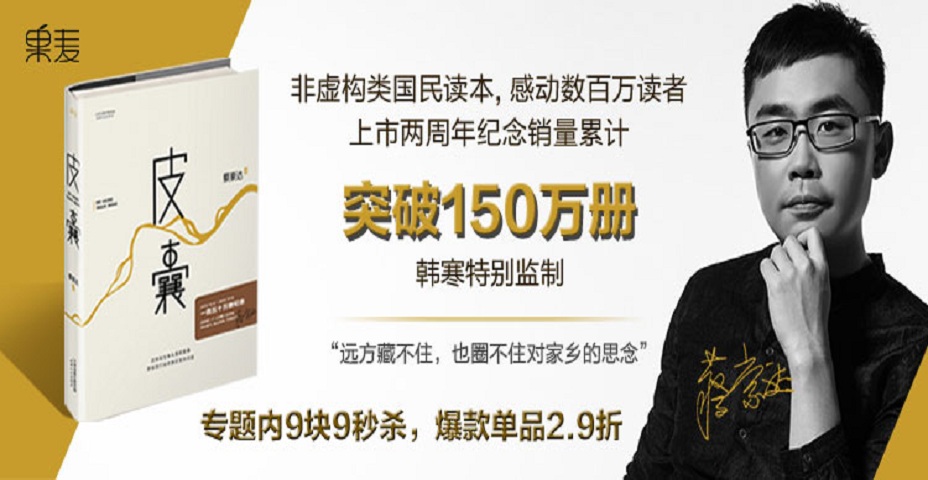 果麦
皮囊
蔡崇达
皮囊
非虚构类国民读本，感动数百万读者
上市两周年纪念销量累计
突破150万册
韩寒特别监制
“远方藏不住，也圈不住对家乡的思念”
蔡崇达
专题内9块9秒杀，爆款单品2.9折